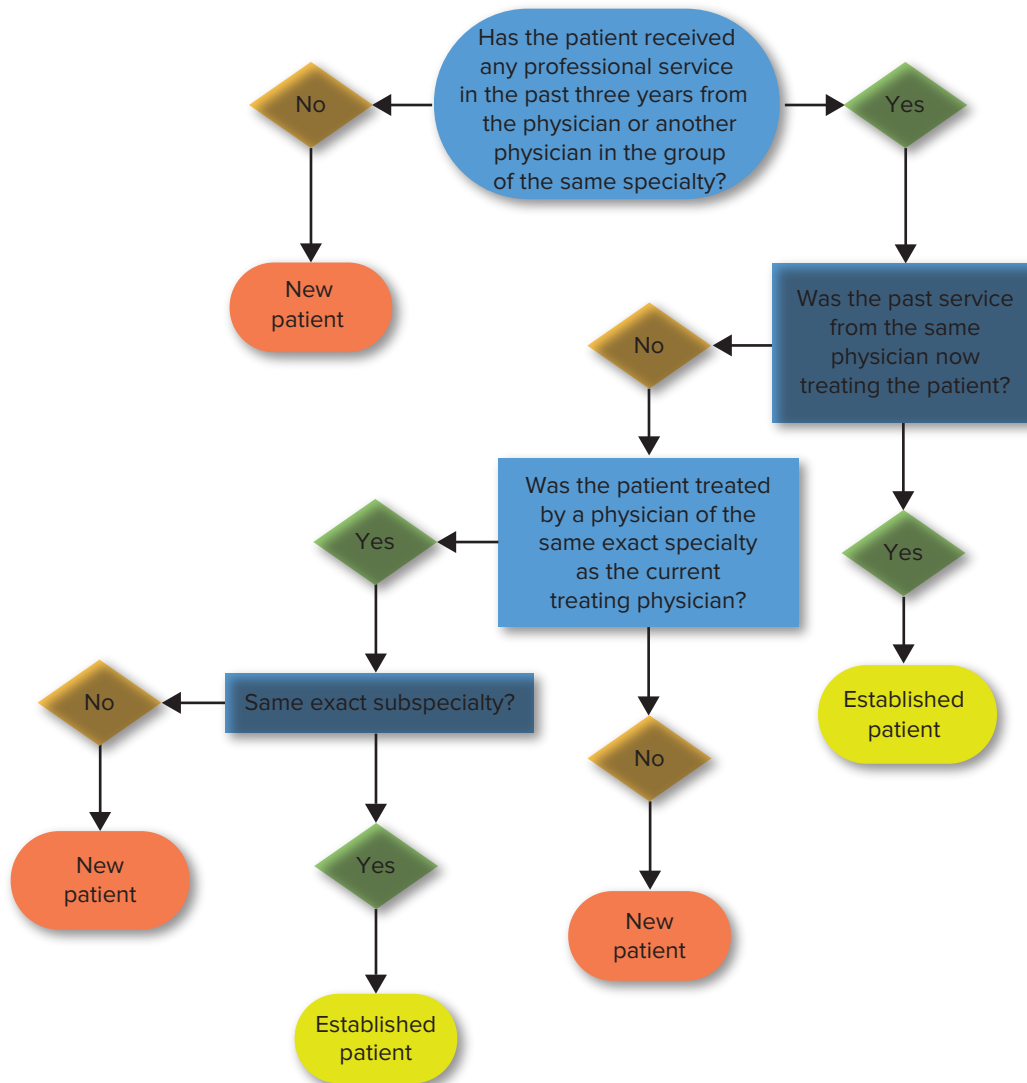 Has the patient received
any professional service
in the past three years from
the physician or another
physician in the group
of the same specialty?
No
Yes
New
patient
Was the past service
from the same
physician now
treating the patient?
No
Was the patient treated
by a physician of the
same exact specialty
as the current
treating physician?
Yes
Yes
Established
patient
Same exact subspecialty?
No
No
New
patient
Yes
New
patient
Established
patient